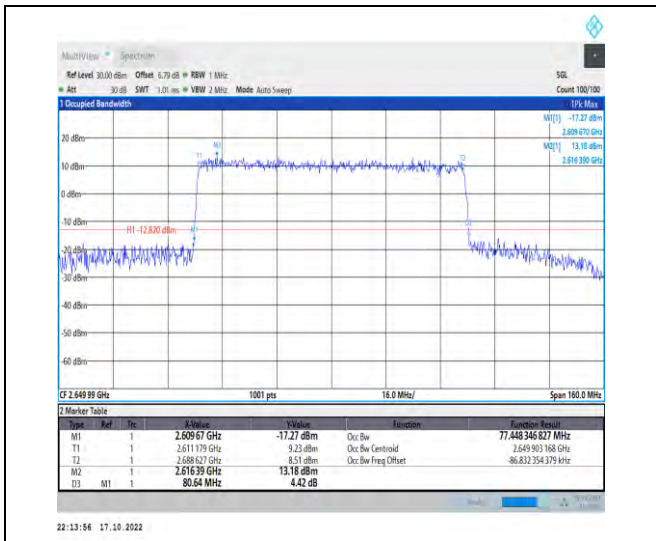 MultiView Spectrum
Ref Level 30.00 dBm Offset 6.79 dB RBW 1 MHz SGL
Att 30 dB SWT 1.01 ms VBW 2 MHz Mode Auto Sweep Count 100/100
1 Occupied Bandwidth 1Pk Max
M1[1] -17.27 dBm
2.609 670 GHz
M2[1] 13.18 dBm
2.616 390 GHz
20 dBm
M2
T1
T2
10 dBm
0 dBm
-10 dBm
H1 -12.820 dBm
M1
-20 dBm
-30 dBm
-40 dBm
-50 dBm
-60 dBm
CF 2.649 99 GHz 1001 pts 16.0 MHz/ Span 160.0 MHz
2 Marker Table
Type Ref Trc X-Value Y-Value Function Function Result
M1 1 2.609 67 GHz -17.27 dBm Occ Bw 77.448 346 827 MHz
T1 1 2.611 179 GHz 9.23 dBm Occ Bw Centroid 2.649 903 168 GHz
T2 1 2.688 627 GHz 8.51 dBm Occ Bw Freq Offset -86.832 354 379 kHz
M2 1 2.616 39 GHz 13.18 dBm
D3 M1 1 80.64 MHz 4.42 dB
22:13:56 17.10.2022